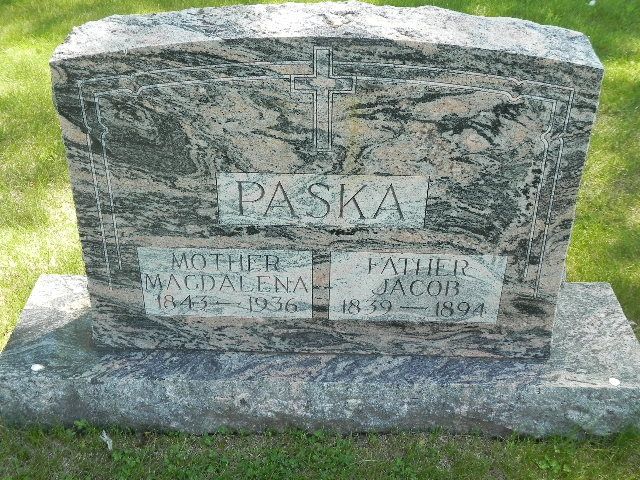 PASKA
MOTHER
MAGDALENA
1843—1936
FATHER
JACOB
1839—1894